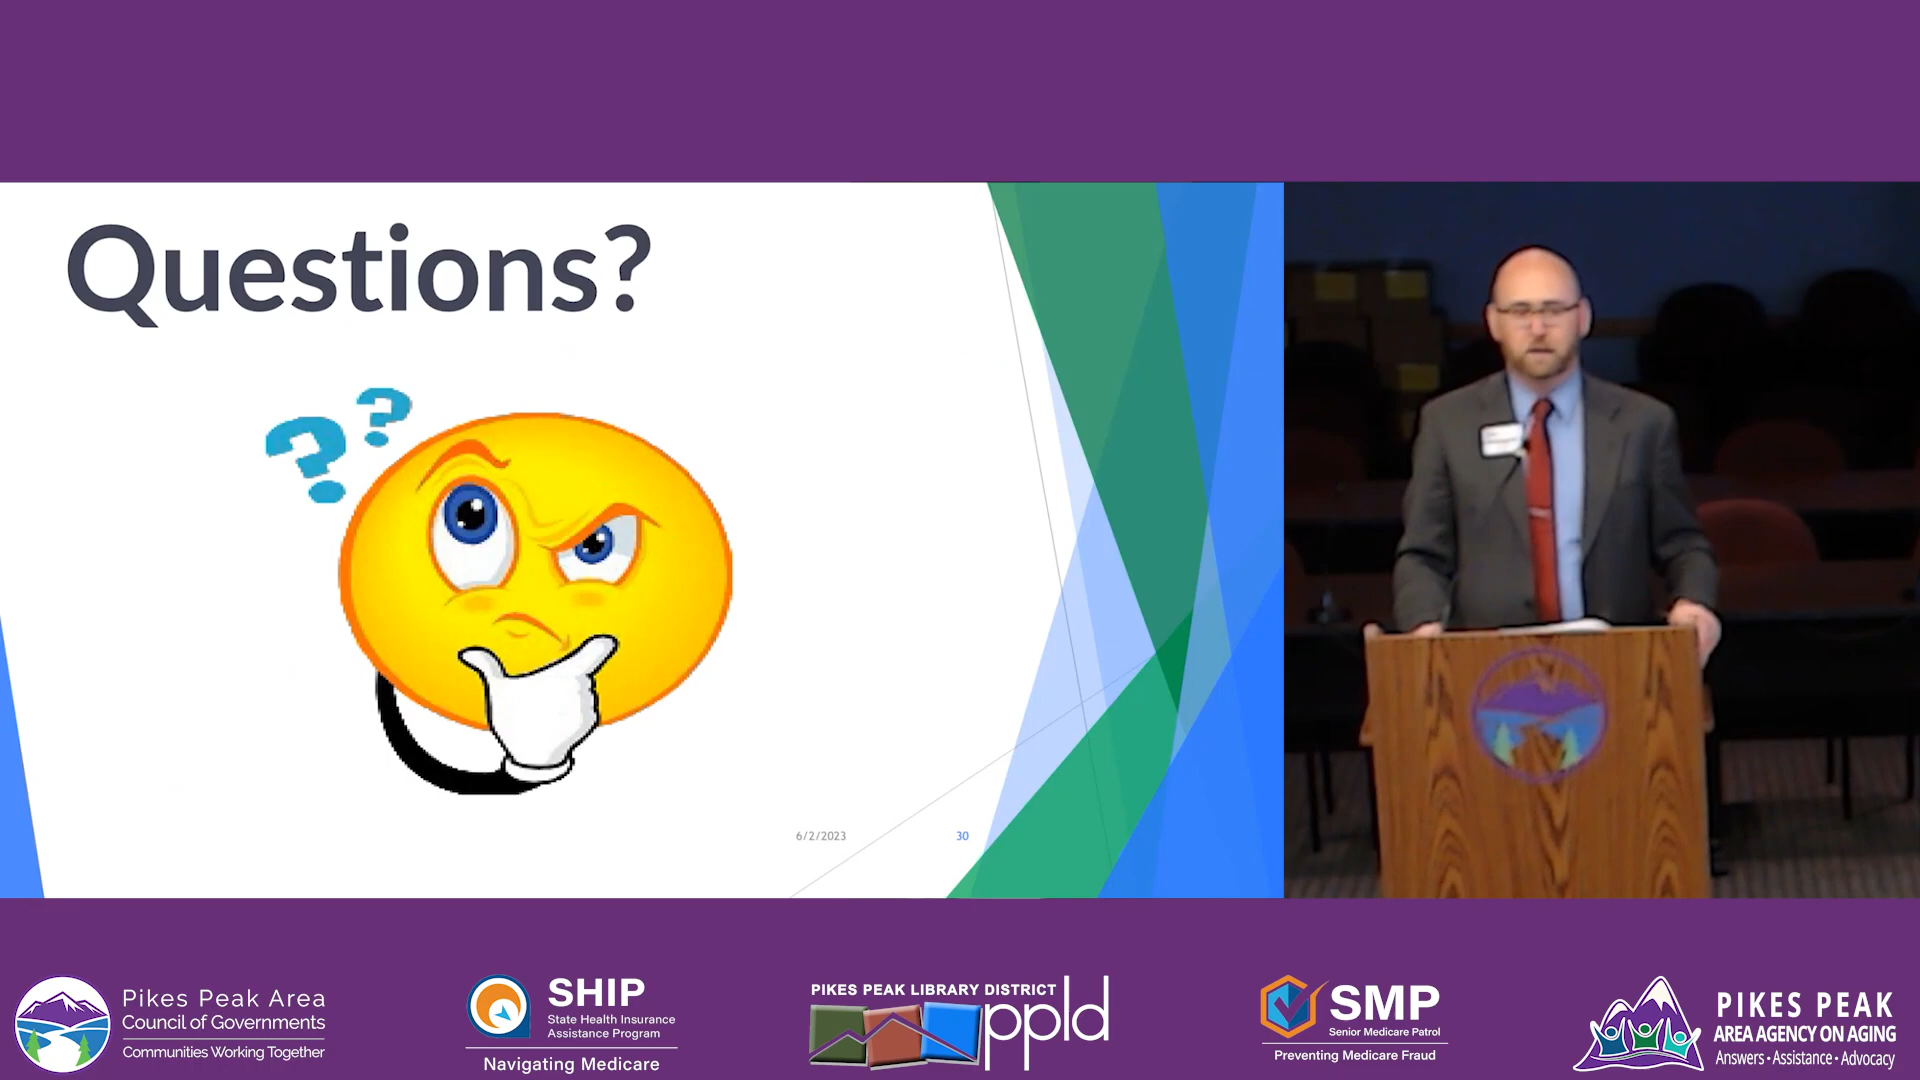 Questions?
? ?
6/2/2023
30
Pikes Peak Area
Council of Governments
Communities Working Together
SHIP
State Health Insurance
Assistance Program
Navigating Medicare
PIKES PEAK LIBRARY DISTRICT
ppld
SMP
Senior Medicare Patrol
Preventing Medicare Fraud
PIKES PEAK
AREA AGENCY ON AGING
Answers • Assistance • Advocacy